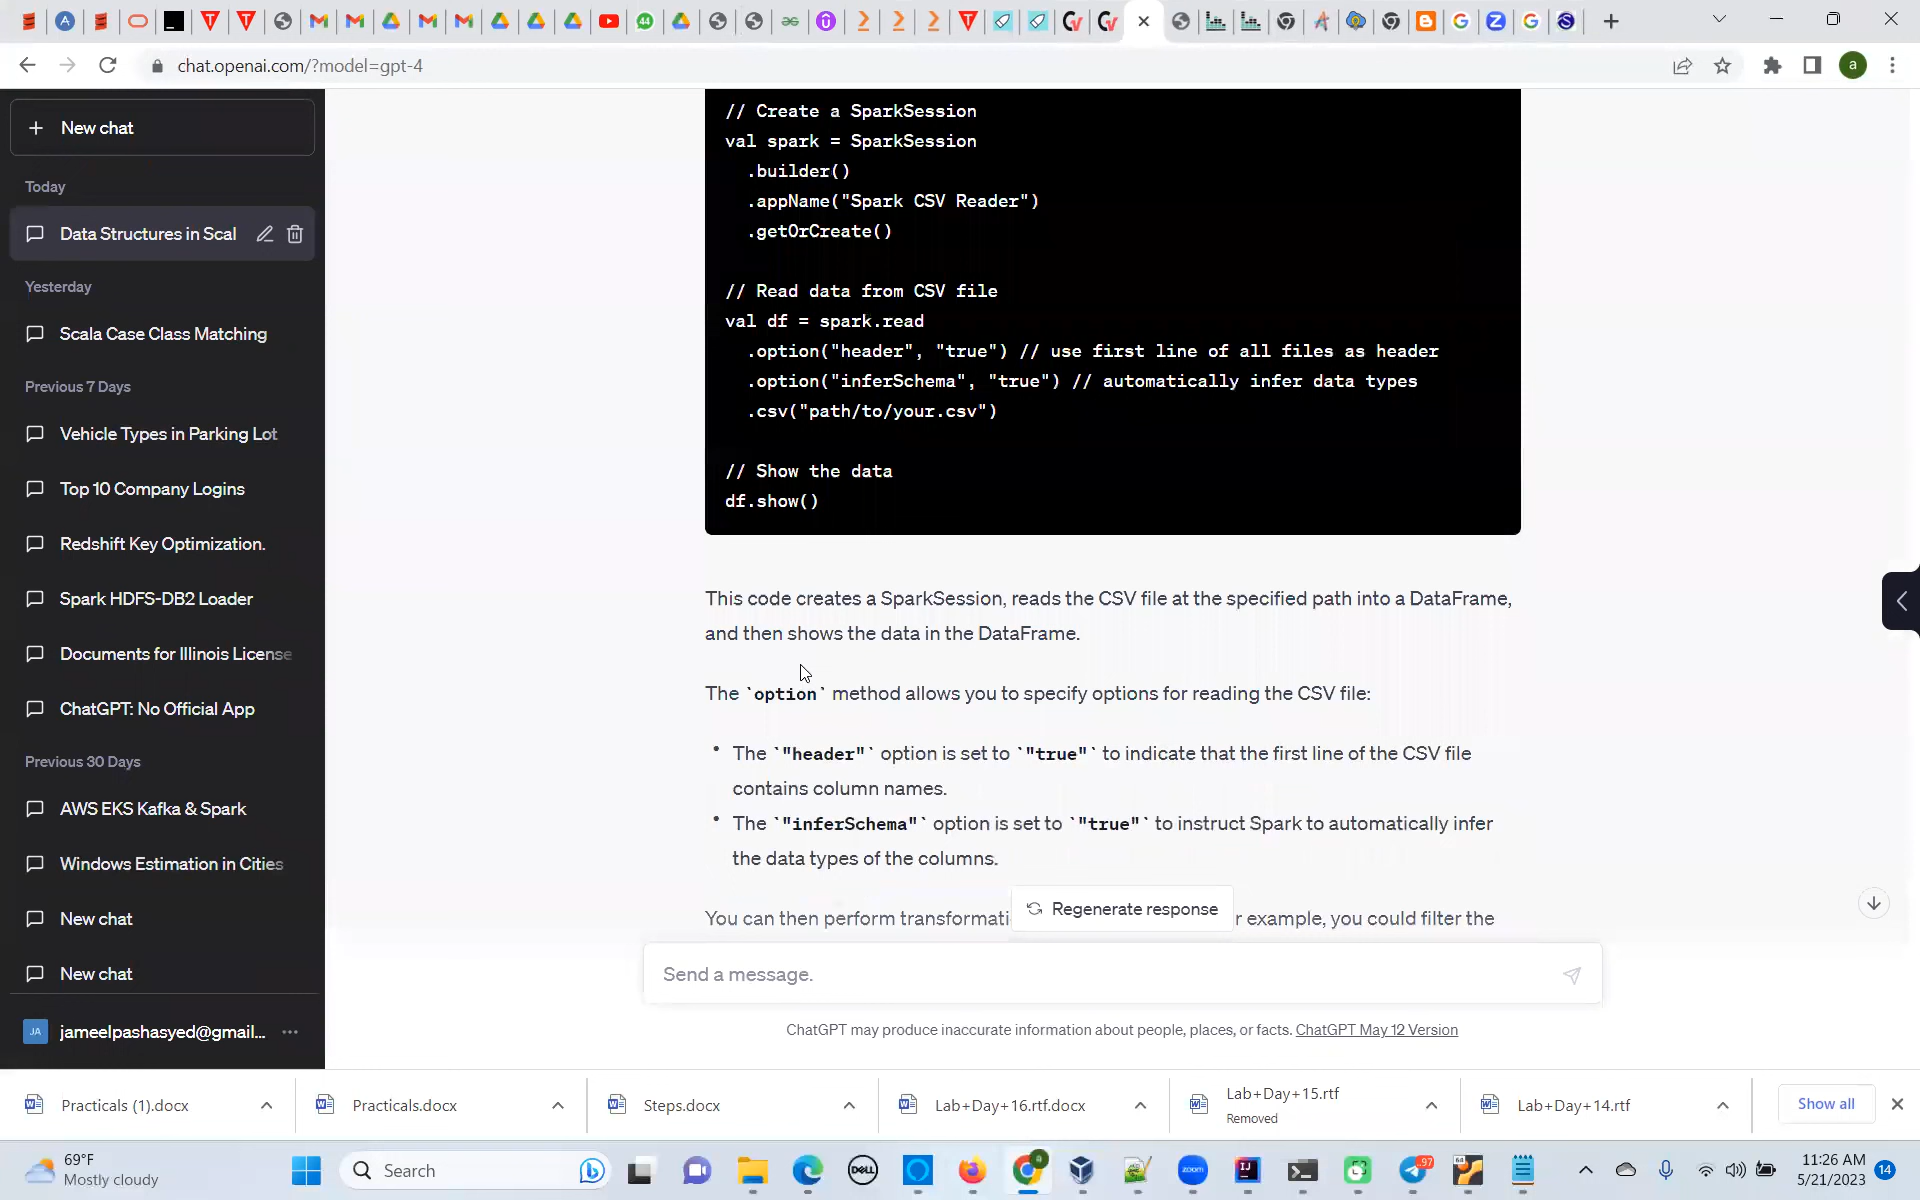 chat.openai.com/?model=gpt-4
a
New chat
Today
Data Structures in Scal
Yesterday
Scala Case Class Matching
Previous 7 Days
Vehicle Types in Parking Lot
Top 10 Company Logins
Redshift Key Optimization.
Spark HDFS-DB2 Loader
Documents for Illinois License
ChatGPT: No Official App
Previous 30 Days
AWS EKS Kafka & Spark
Windows Estimation in Cities
New chat
New chat
JA jameelpashasyed@gmail...
// Create a SparkSession
val spark = SparkSession
.builder()
.appName("Spark CSV Reader")
.getOrCreate()
// Read data from CSV file
val df = spark.read
.option("header", "true") // use first line of all files as header
.option("inferSchema", "true") // automatically infer data types
.csv("path/to/your.csv")
// Show the data
df.show()
This code creates a SparkSession, reads the CSV file at the specified path into a DataFrame,
and then shows the data in the DataFrame.
The `option` method allows you to specify options for reading the CSV file:
• The `"header"` option is set to `"true"` to indicate that the first line of the CSV file
contains column names.
• The `"inferSchema"` option is set to `"true"` to instruct Spark to automatically infer
the data types of the columns.
You can then perform transformati
Regenerate response
r example, you could filter the
Send a message.
ChatGPT may produce inaccurate information about people, places, or facts. ChatGPT May 12 Version
Practicals (1).docx
Practicals.docx
Steps.docx
Lab+Day+16.rtf.docx
Lab+Day+15.rtf
Removed
Lab+Day+14.rtf
Show all
69°F
Mostly cloudy
Search
DELL
zoom
97
11:26 AM
5/21/2023
14